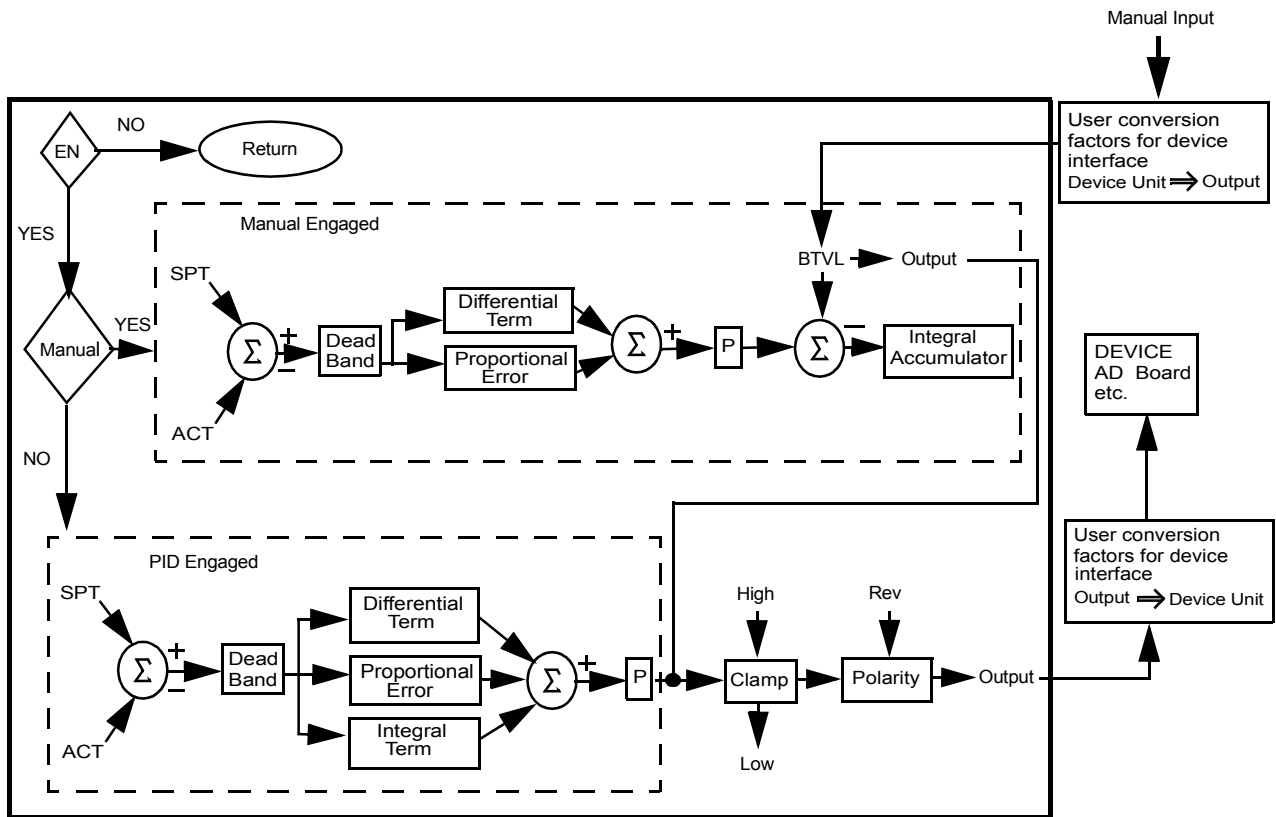 Manual Input
User conversion
factors for device
interface
Device Unit ⇒ Output
EN
NO
Return
YES
Manual Engaged
BTVL
Output
SPT
Manual
YES
Σ
+
−
Dead
Band
Differential
Term
Proportional
Error
Σ
+
P
Σ
−
Integral
Accumulator
ACT
DEVICE
AD Board
etc.
NO
User conversion
factors for device
interface
Output ⇒ Device Unit
PID Engaged
SPT
Σ
+
−
Dead
Band
Differential
Term
Proportional
Error
Integral
Term
Σ
+
P
High
Clamp
Low
Rev
Polarity
Output
ACT